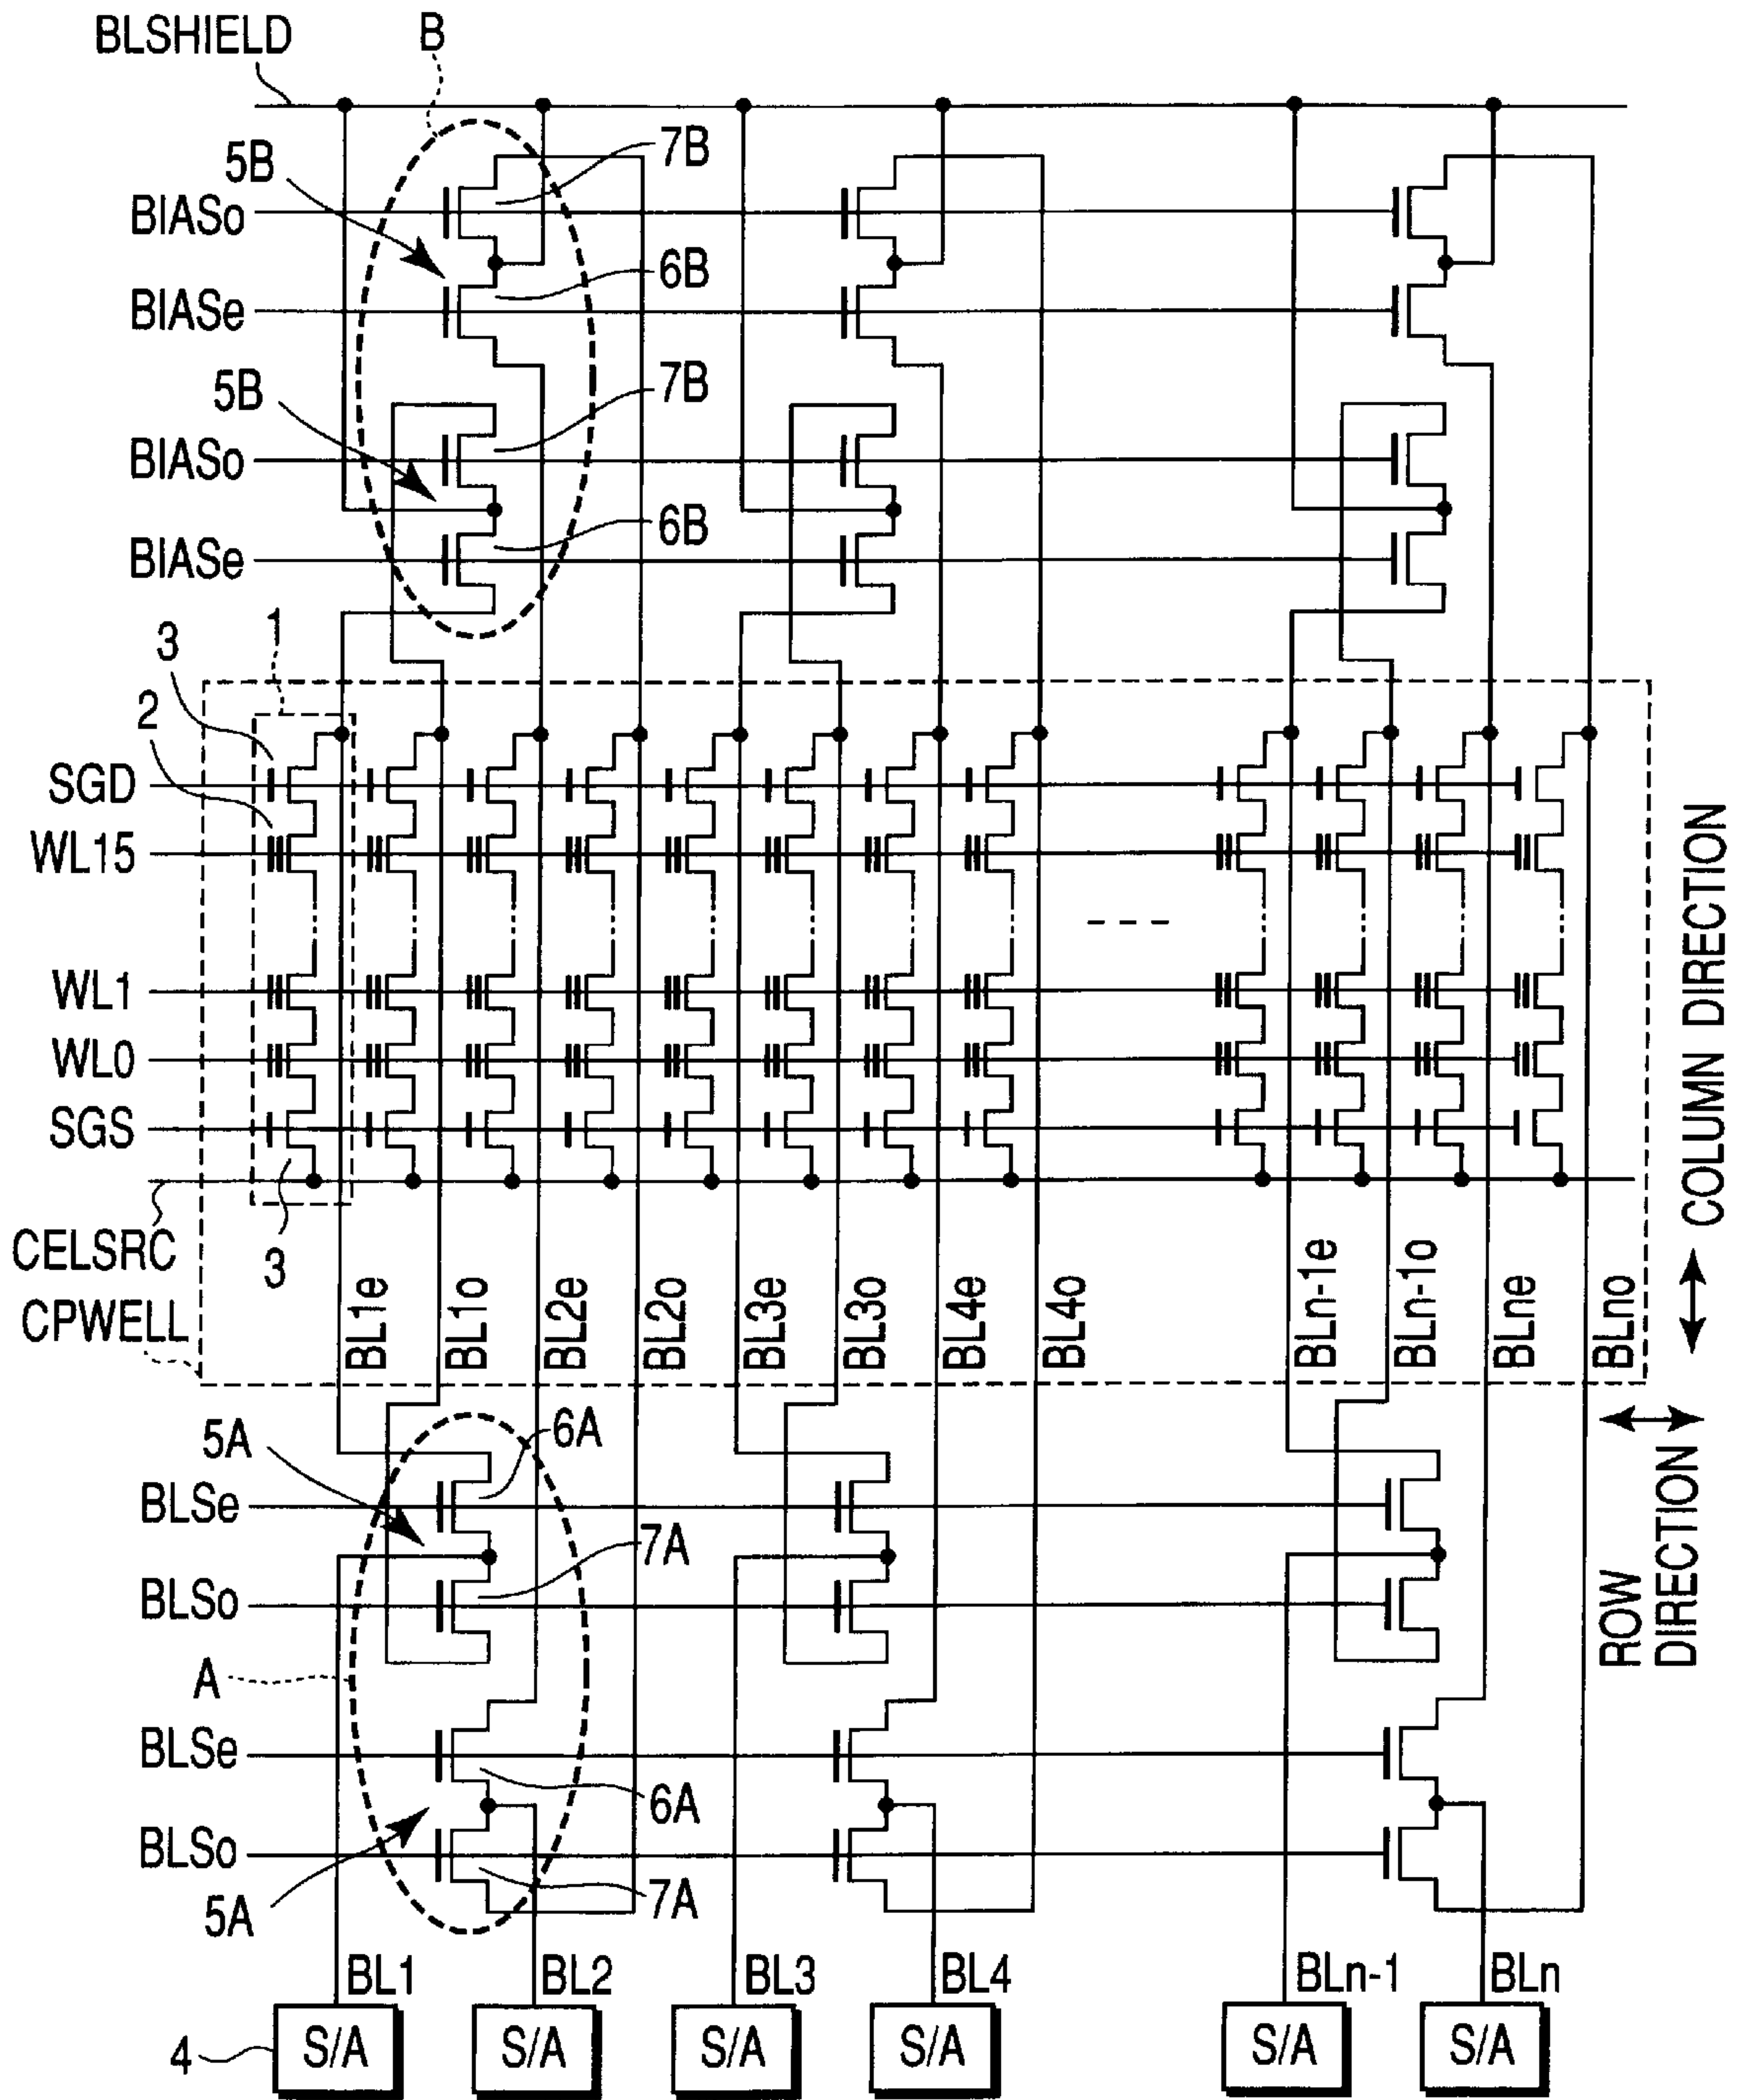 BLSHIELD
B
7B
5B
BIASo
6B
BIASe
7B
5B
BIASo
6B
BIASe
1
3
2
SGD
WL15
WL1
WL0
SGS
CELSRC
3
CPWELL
BL1e
BL1o
BL2e
BL2o
BL3e
BL3o
BL4e
BL4o
BLn-1e
BLn-1o
BLne
BLno
COLUMN DIRECTION
ROW
DIRECTION
6A
5A
BLSe
7A
BLSo
A
BLSe
6A
BLSo
5A
7A
BL1
BL2
BL3
BL4
BLn-1
BLn
4
S/A
S/A
S/A
S/A
S/A
S/A